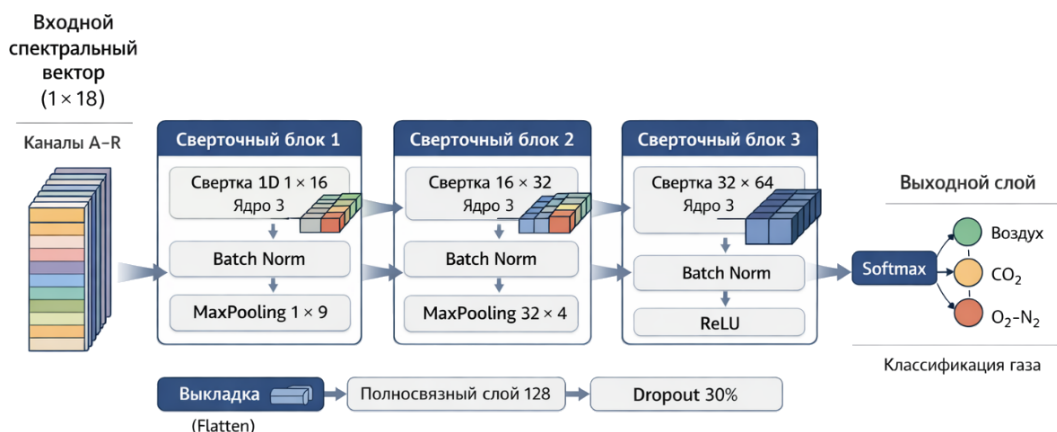 Входной
спектральный
вектор
(1 × 18)
Каналы A–R
Сверточный блок 1
Свертка 1D 1 × 16
Ядро 3
Batch Norm
MaxPooling 1 × 9
Сверточный блок 2
Свертка 16 × 32
Ядро 3
Batch Norm
MaxPooling 32 × 4
Сверточный блок 3
Свертка 32 × 64
Ядро 3
Batch Norm
ReLU
Выходной слой
Softmax
Воздух
CO₂
O₂–N₂
Классификация газа
Выкладка
(Flatten)
Полносвязный слой 128
Dropout 30%